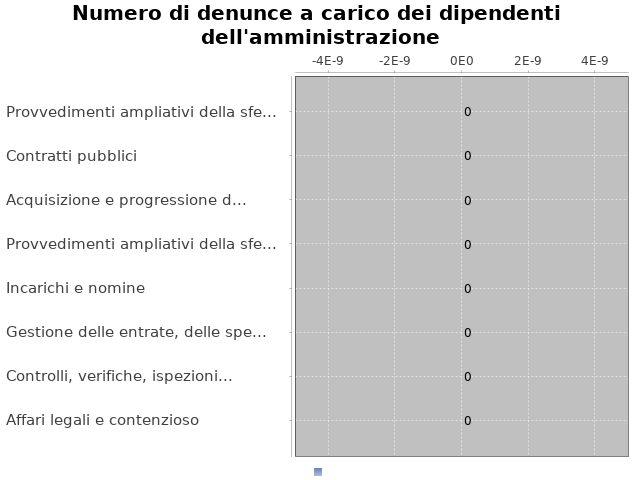 Numero di denunce a carico dei dipendenti
dell'amministrazione
-4E-9 -2E-9 0E0 2E-9 4E-9
Provvedimenti ampliativi della sfe... 0
Contratti pubblici 0
Acquisizione e progressione d... 0
Provvedimenti ampliativi della sfe... 0
Incarichi e nomine 0
Gestione delle entrate, delle spe... 0
Controlli, verifiche, ispezioni... 0
Affari legali e contenzioso 0